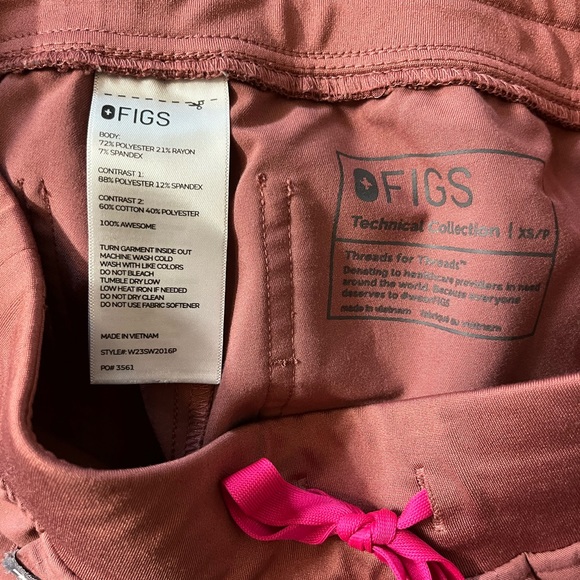 FIGS
BODY:
72% POLYESTER 21% RAYON
7% SPANDEX
CONTRAST 1:
88% POLYESTER 12% SPANDEX
CONTRAST 2:
60% COTTON 40% POLYESTER
100% AWESOME
TURN GARMENT INSIDE OUT
MACHINE WASH COLD
WASH WITH LIKE COLORS
DO NOT BLEACH
TUMBLE DRY LOW
LOW HEAT IRON IF NEEDED
DO NOT DRY CLEAN
DO NOT USE FABRIC SOFTENER
MADE IN VIETNAM
STYLE#: W23SW2016P
PO# 3561
FIGS
Technical Collection | XS/P
Threads for Threads™
Donating to healthcare providers in need
around the world. Because everyone
deserves to #wearFIGS
made in vietnam fabriqué au vietnam